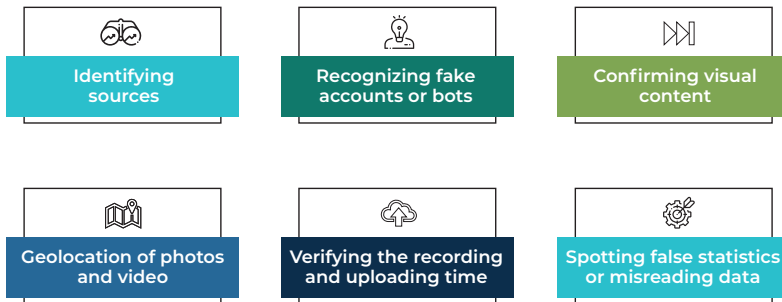 Identifying
sources
Recognizing fake
accounts or bots
Confirming visual
content
Geolocation of photos
and video
Verifying the recording
and uploading time
Spotting false statistics
or misreading data